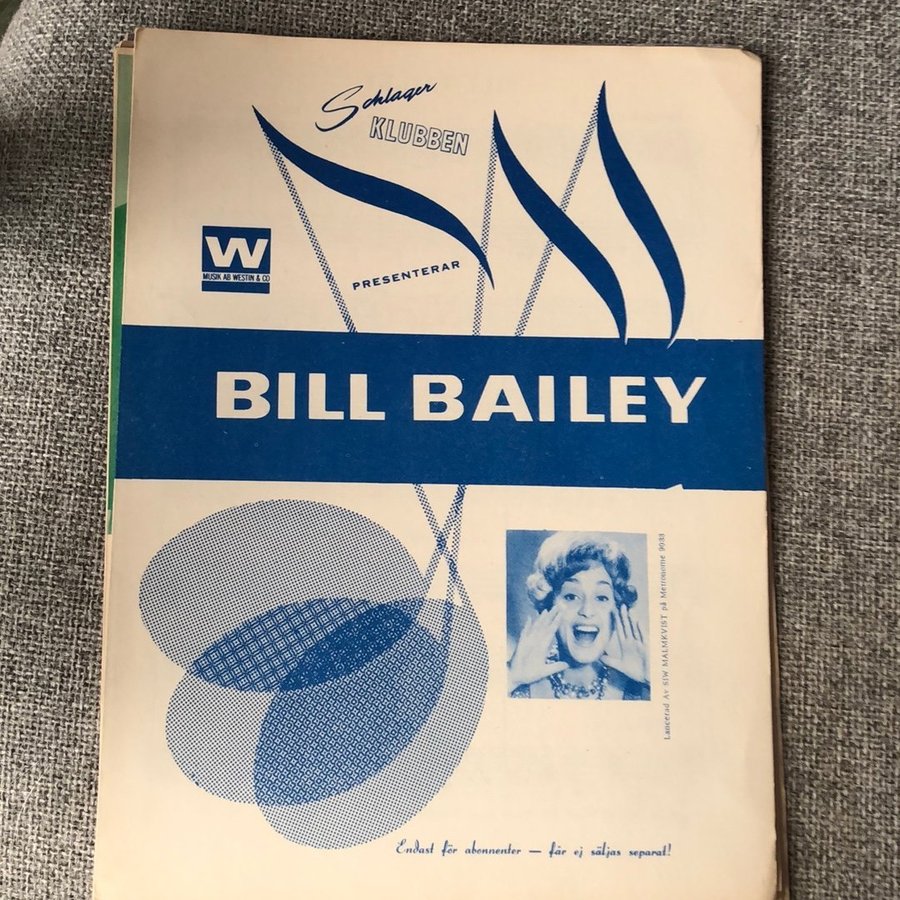 Schlager
KLUBBEN
W
MUSIK AB WESTIN & CO
PRESENTERAR
BILL BAILEY
Lancerad Av SIW MALMKVIST på Metronome 9033
Endast för abonnenter — får ej säljas separat!